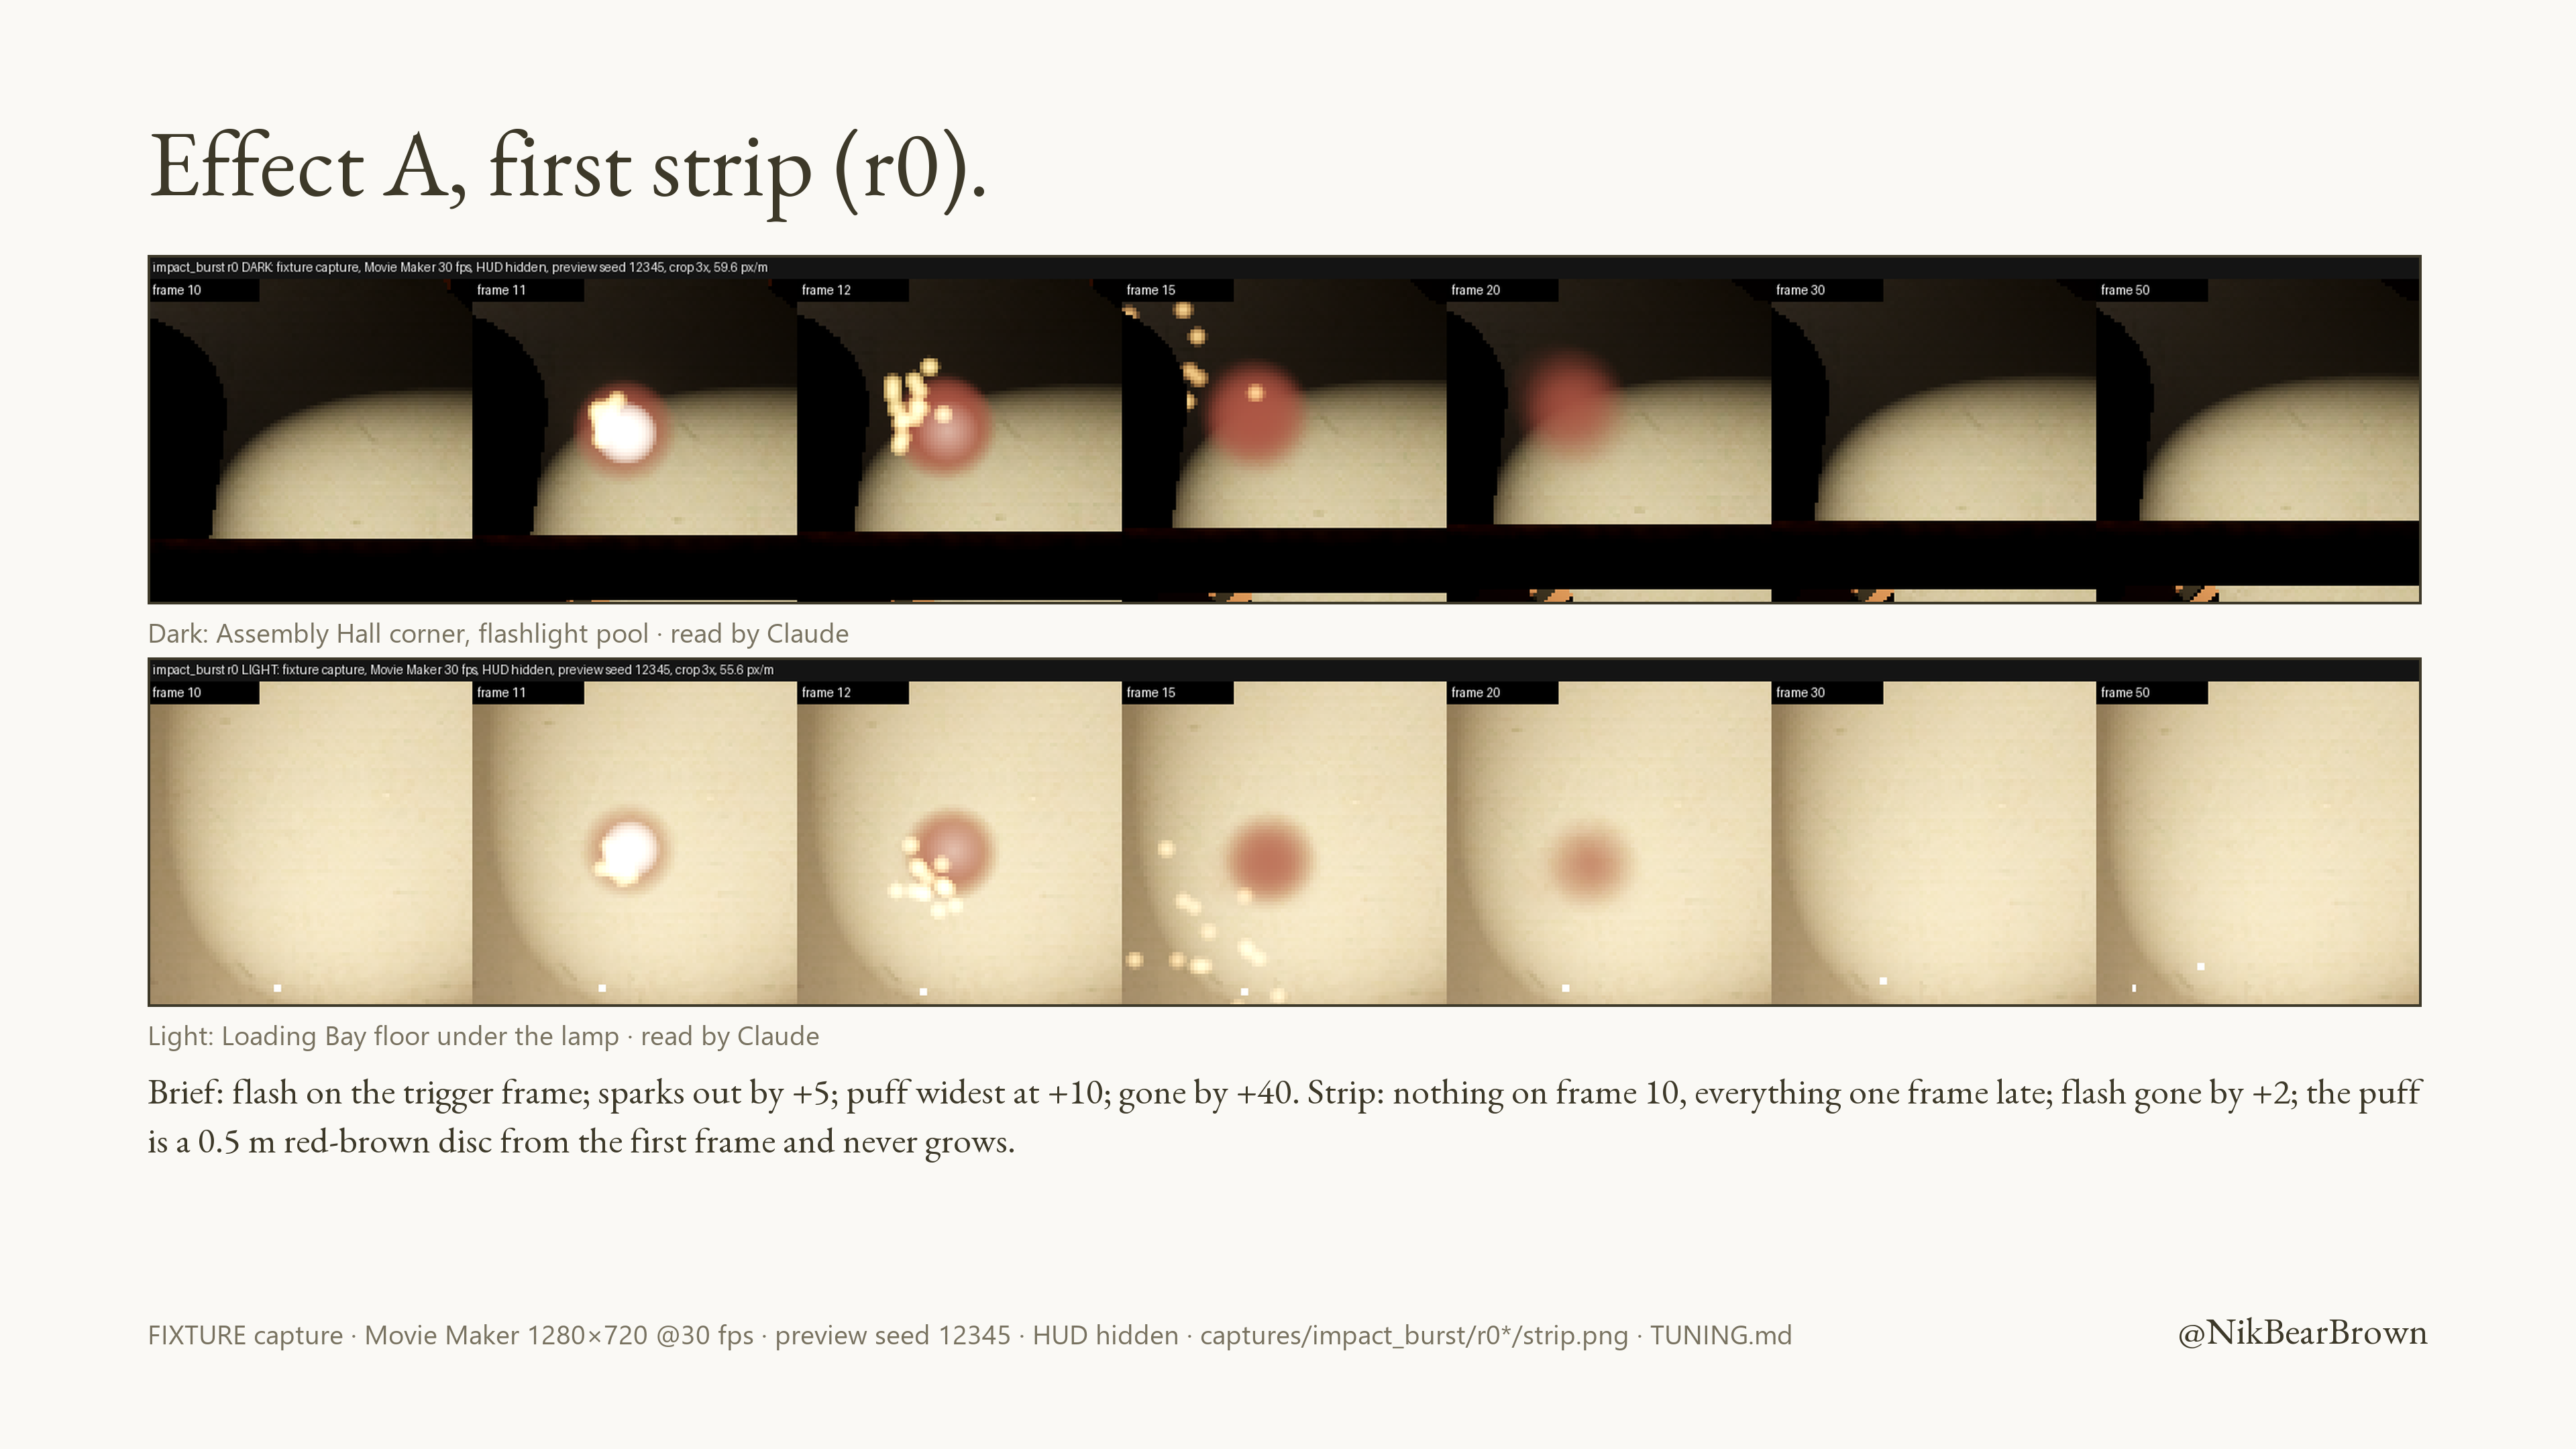 Effect A, first strip (r0).
impact_burst r0 DARK: fixture capture, Movie Maker 30 fps, HUD hidden, preview seed 12345, crop 3x, 59.6 px/m
frame 10 frame 11 frame 12 frame 15 frame 20 frame 30 frame 50
Dark: Assembly Hall corner, flashlight pool · read by Claude
impact_burst r0 LIGHT: fixture capture, Movie Maker 30 fps, HUD hidden, preview seed 12345, crop 3x, 55.6 px/m
frame 10 frame 11 frame 12 frame 15 frame 20 frame 30 frame 50
Light: Loading Bay floor under the lamp · read by Claude
Brief: flash on the trigger frame; sparks out by +5; puff widest at +10; gone by +40. Strip: nothing on frame 10, everything one frame late; flash gone by +2; the puff
is a 0.5 m red-brown disc from the first frame and never grows.
FIXTURE capture · Movie Maker 1280×720 @30 fps · preview seed 12345 · HUD hidden · captures/impact_burst/r0*/strip.png · TUNING.md
@NikBearBrown